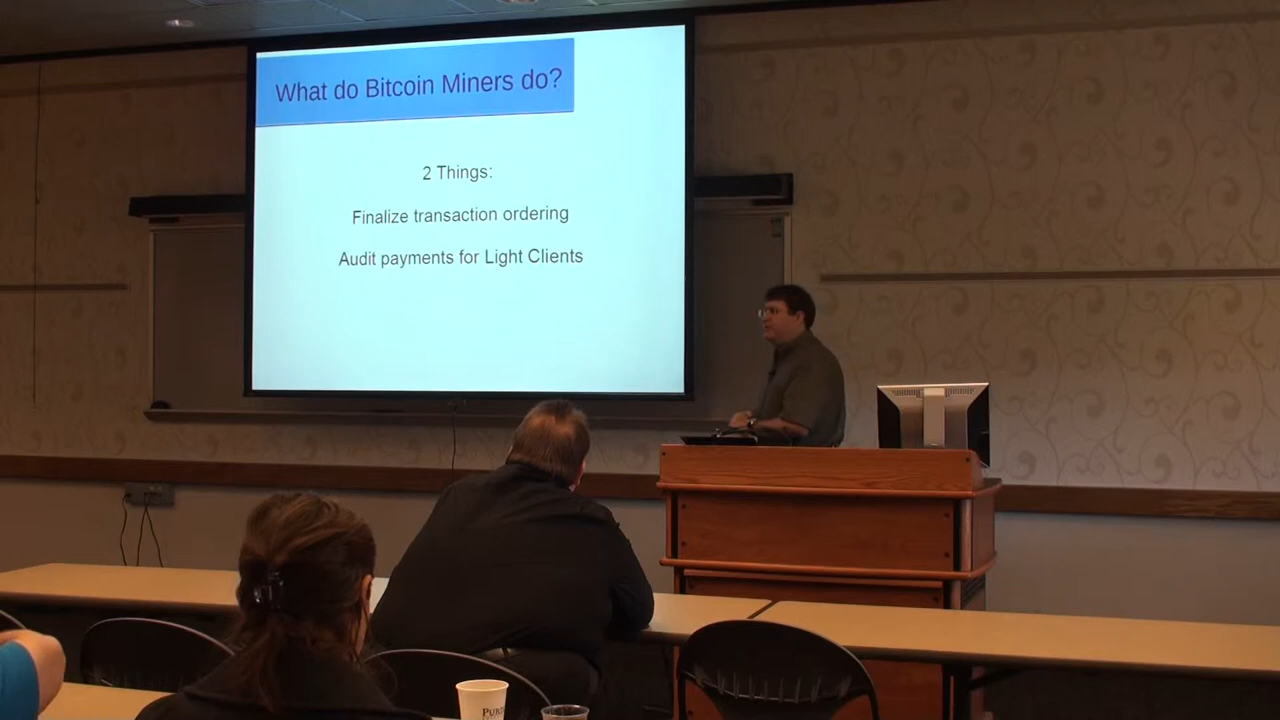 What do Bitcoin Miners do?
2 Things:
Finalize transaction ordering
Audit payments for Light Clients